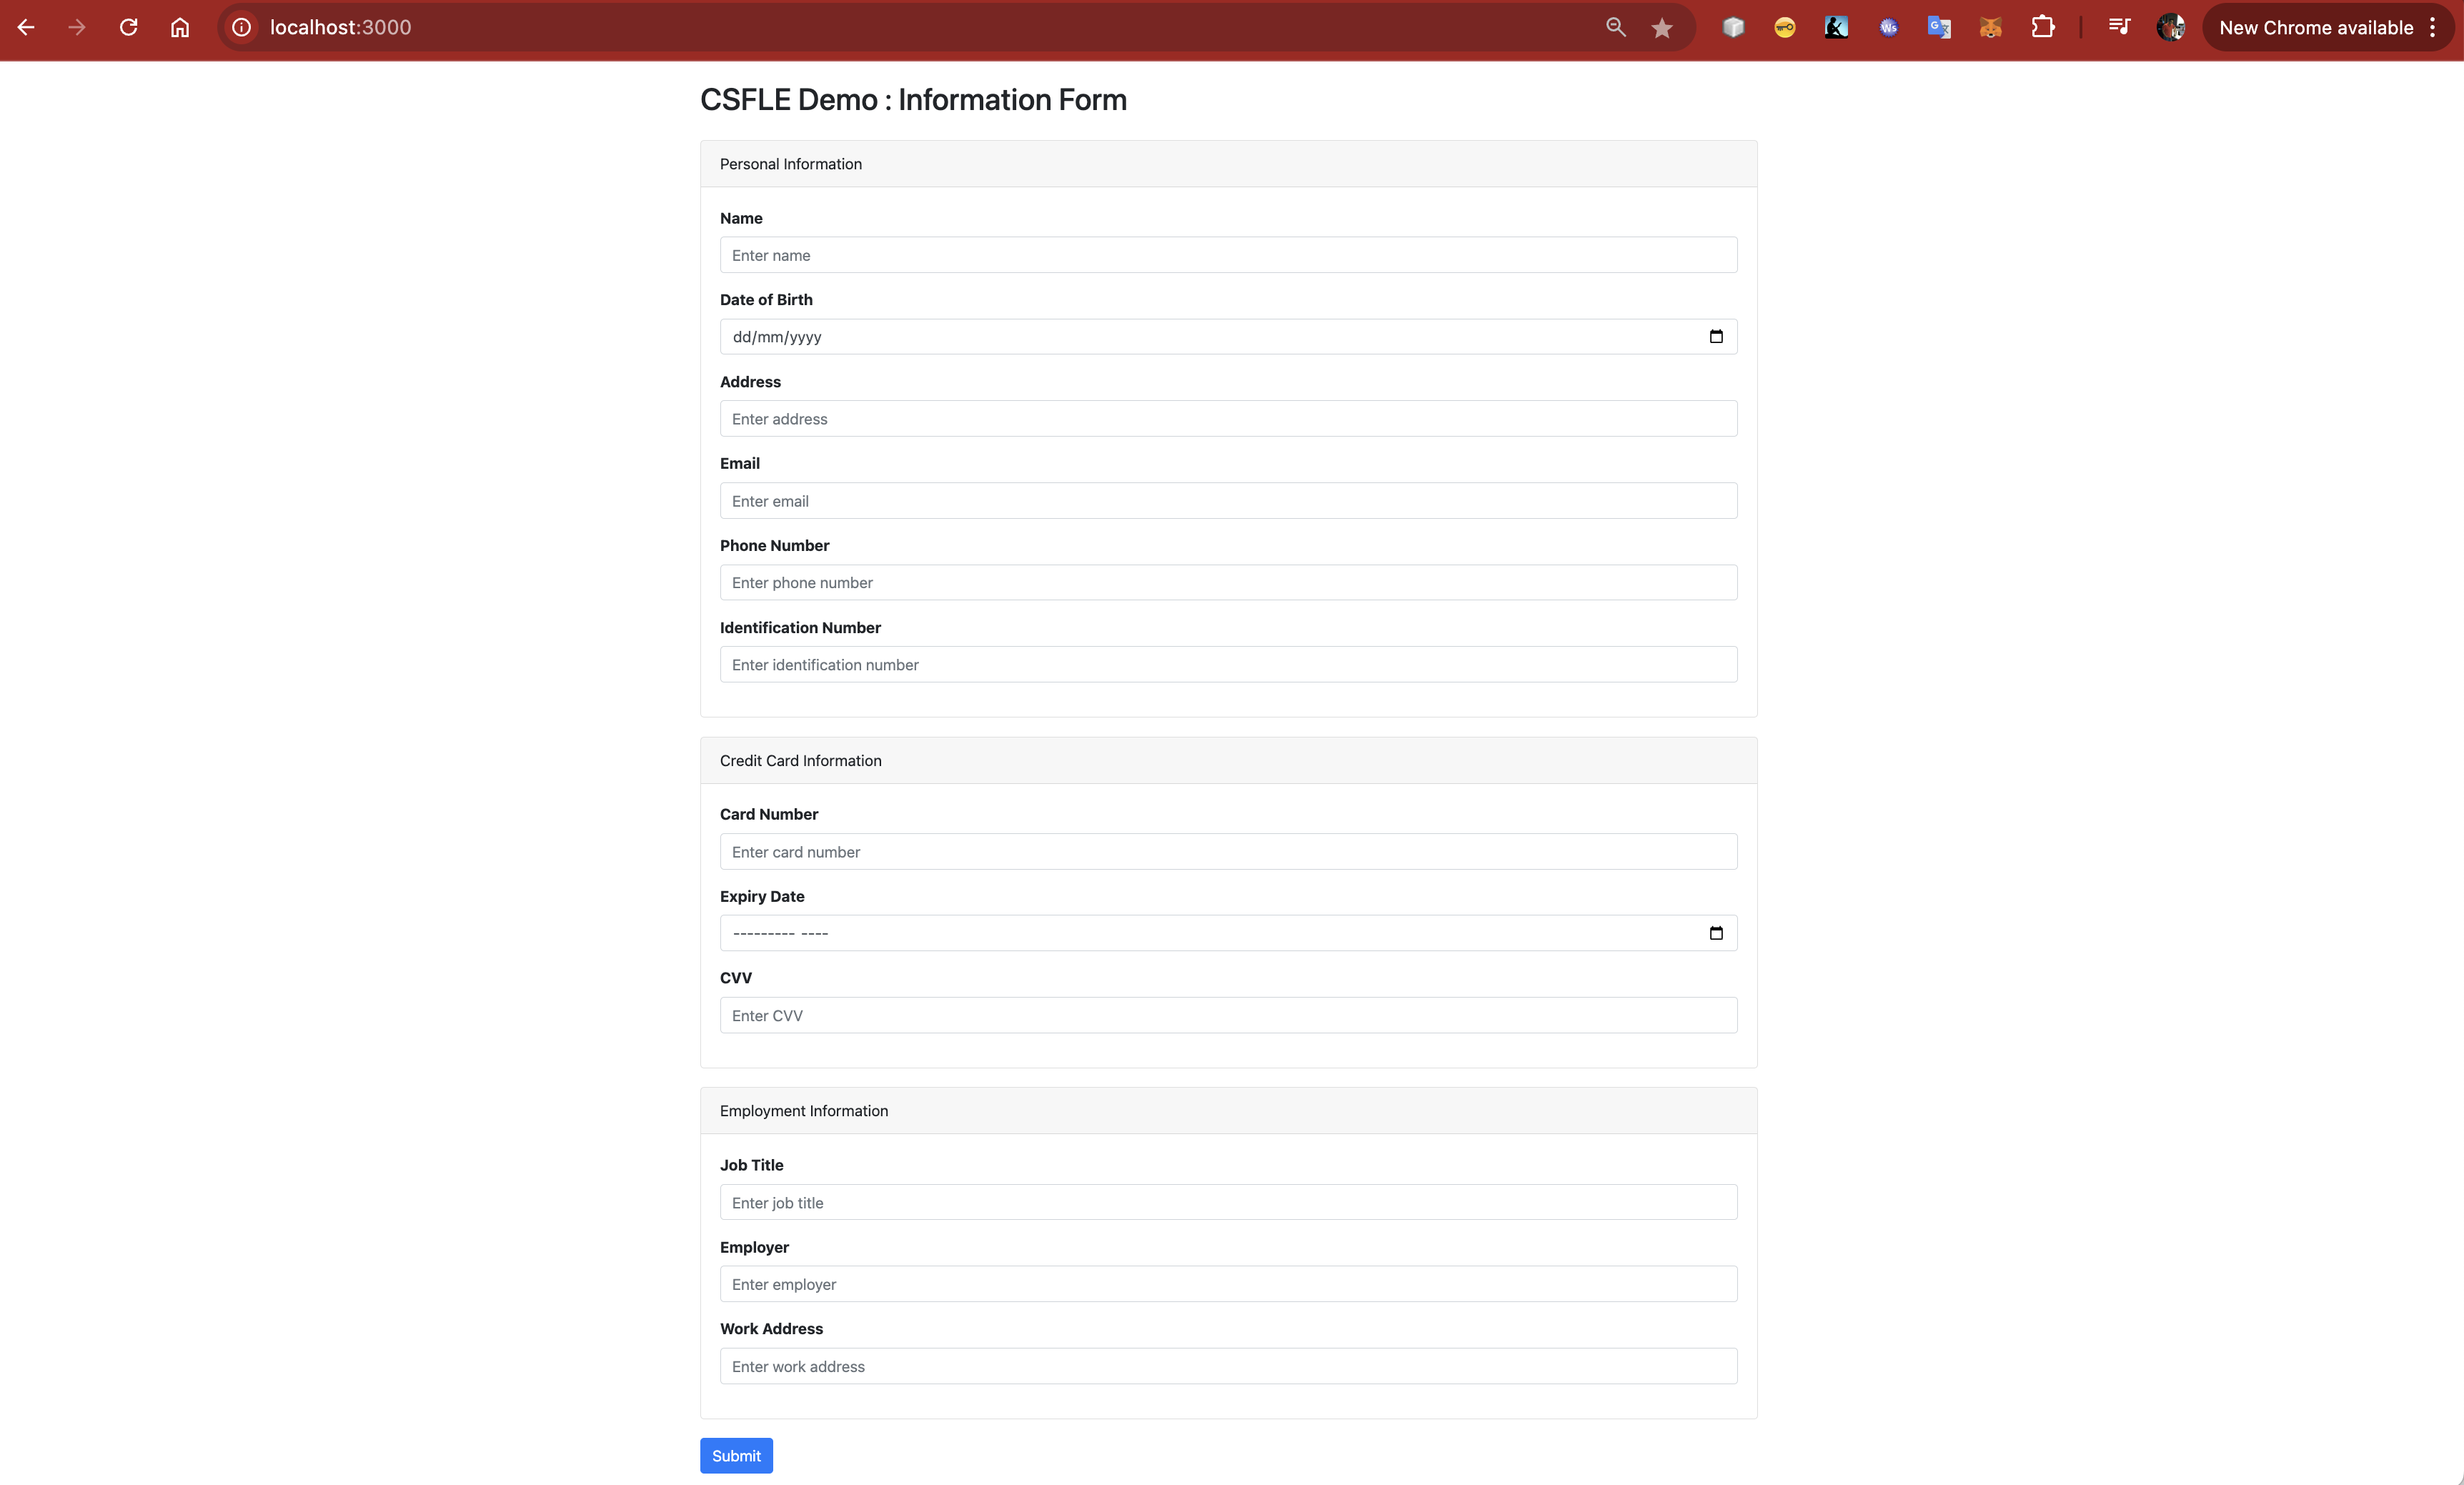 localhost:3000
New Chrome available
CSFLE Demo : Information Form
Personal Information
Name
Enter name
Date of Birth
dd/mm/yyyy
Address
Enter address
Email
Enter email
Phone Number
Enter phone number
Identification Number
Enter identification number
Credit Card Information
Card Number
Enter card number
Expiry Date
--------- ----
CVV
Enter CVV
Employment Information
Job Title
Enter job title
Employer
Enter employer
Work Address
Enter work address
Submit